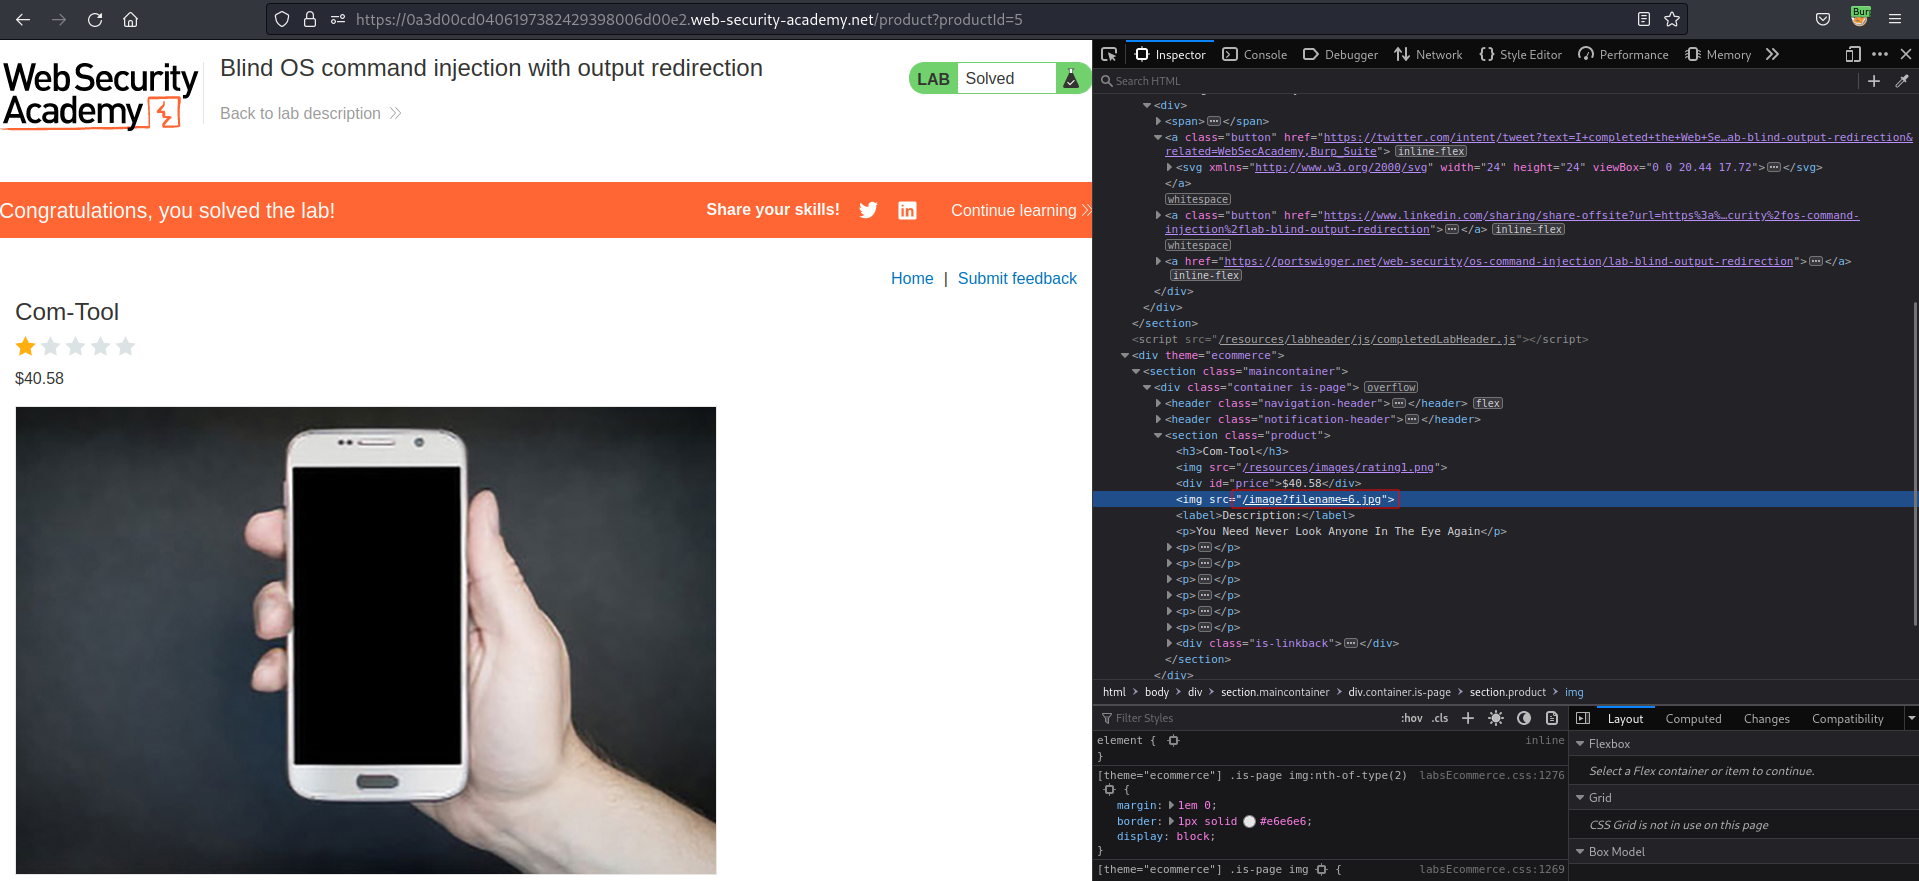 https://0a3d00cd0406197382429398006d00e2.web-security-academy.net/product?productId=5
Burp
Web Security
Academy
Blind OS command injection with output redirection
Back to lab description
LAB Solved
Congratulations, you solved the lab!
Share your skills!
Continue learning
Home | Submit feedback
Com-Tool
$40.58
Inspector Console Debugger Network Style Editor Performance Memory
Search HTML
<div>
<span></span>
<a class="button" href="https://twitter.com/intent/tweet?text=I+completed+the+Web+Se…ab-blind-output-redirection&
related=WebSecAcademy,Burp_Suite"> inline-flex
<svg xmlns="http://www.w3.org/2000/svg" width="24" height="24" viewBox="0 0 20.44 17.72"></svg>
</a>
whitespace
<a class="button" href="https://www.linkedin.com/sharing/share-offsite?url=https%3a%…curity%2fos-command-
injection%2flab-blind-output-redirection"></a> inline-flex
whitespace
<a href="https://portswigger.net/web-security/os-command-injection/lab-blind-output-redirection"></a>
inline-flex
</div>
</div>
</section>
<script src="/resources/labheader/js/completedLabHeader.js"></script>
<div theme="ecommerce">
<section class="maincontainer">
<div class="container is-page"> overflow
<header class="navigation-header"></header> flex
<header class="notification-header"></header>
<section class="product">
<h3>Com-Tool</h3>
<img src="/resources/images/rating1.png">
<div id="price">$40.58</div>
<img src="/image?filename=6.jpg">
<label>Description:</label>
<p>You Need Never Look Anyone In The Eye Again</p>
<p></p>
<p></p>
<p></p>
<p></p>
<p></p>
<p></p>
<div class="is-linkback"></div>
</section>
</div>
html > body > div > section.maincontainer > div.container.is-page > section.product > img
Filter Styles
:hov .cls
element {
inline
}
[theme="ecommerce"] .is-page img:nth-of-type(2)
labsEcommerce.css:1276
{
margin: 1em 0;
border: 1px solid #e6e6e6;
display: block;
}
[theme="ecommerce"] .is-page img {
labsEcommerce.css:1269
Layout Computed Changes Compatibility
Flexbox
Select a Flex container or item to continue.
Grid
CSS Grid is not in use on this page
Box Model